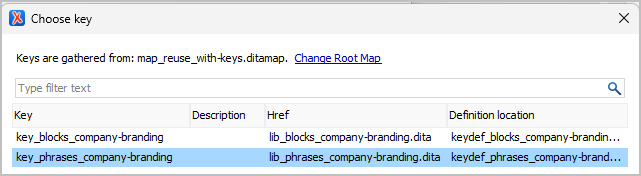 Choose key
Keys are gathered from: map_reuse_with-keys.ditamap. Change Root Map
Type filter text
Key Description Href Definition location
key_blocks_company-branding lib_blocks_company-branding.dita keydef_blocks_company-brandin...
key_phrases_company-branding lib_phrases_company-branding.dita keydef_phrases_company-brand...